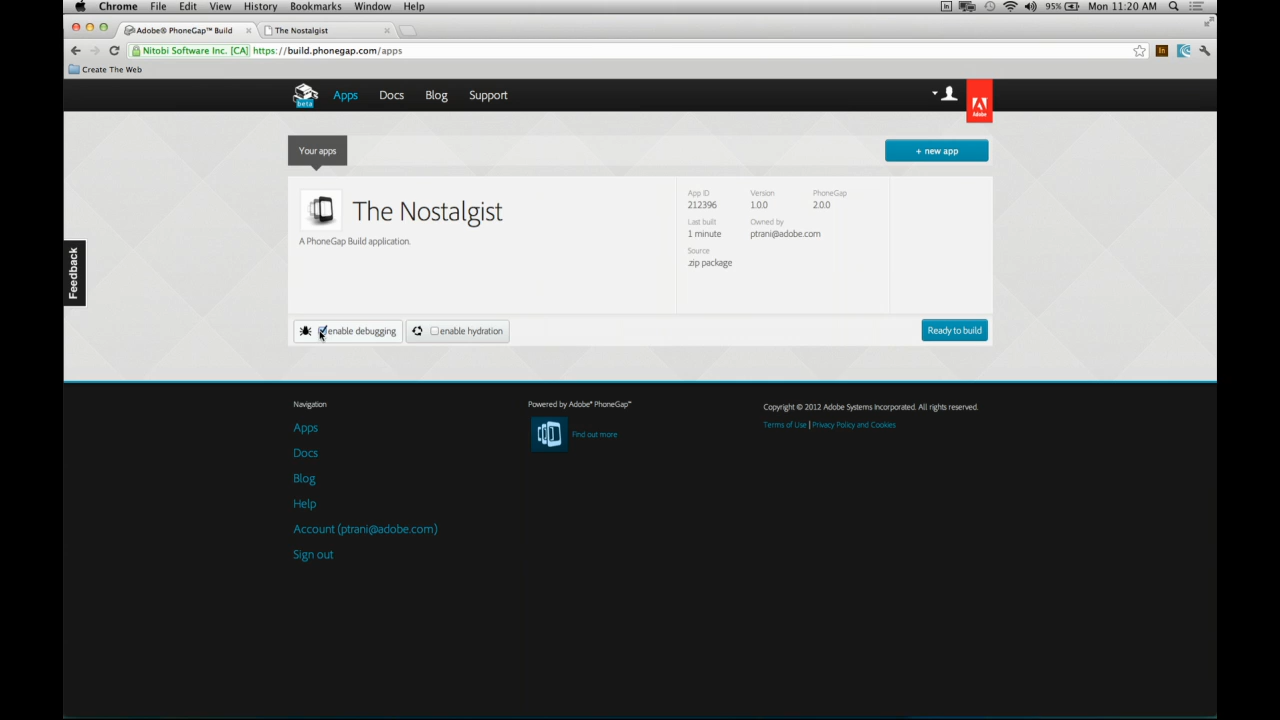 Chrome File Edit View History Bookmarks Window Help 95% Mon 11:20 AM
Adobe® PhoneGap™ Build The Nostalgist
Nitobi Software Inc. [CA] https://build.phonegap.com/apps
Create The Web
beta Apps Docs Blog Support Adobe
Your apps + new app
The Nostalgist
A PhoneGap Build application.
App ID Version PhoneGap
212396 1.0.0 2.0.0
Last built Owned by
1 minute ptrani@adobe.com
Source
.zip package
Feedback
enable debugging enable hydration Ready to build
Navigation
Apps
Docs
Blog
Help
Account (ptrani@adobe.com)
Sign out
Powered by Adobe® PhoneGap™
Find out more
Copyright © 2012 Adobe Systems Incorporated. All rights reserved.
Terms of Use | Privacy Policy and Cookies